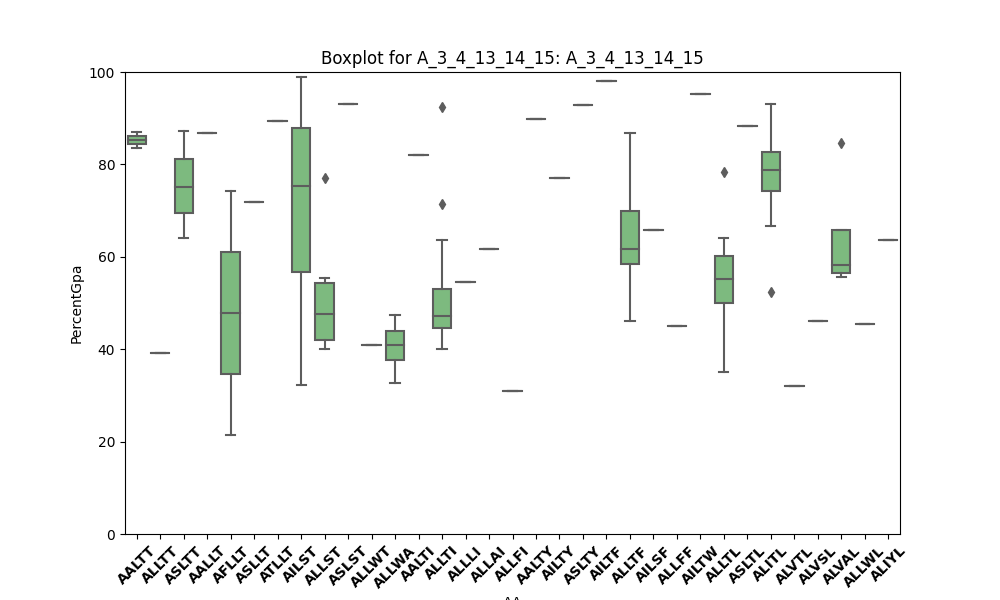 Boxplot for A_3_4_13_14_15: A_3_4_13_14_15
100
80
60
40
20
0
PercentGpa
AALTT ALLTT ASLTT AALLT AFLLT ASLLT ATLLT AILST ALLST ASLST ALLWT ALLWA AALTI ALLTI ALLLI ALLAI ALLFI AALTY AILTY ASLTY AILTF ALLTF AILSF ALLFF AILTW ALLTL ASLTL ALITL ALVTL ALVSL ALVAL ALLWL ALIYL